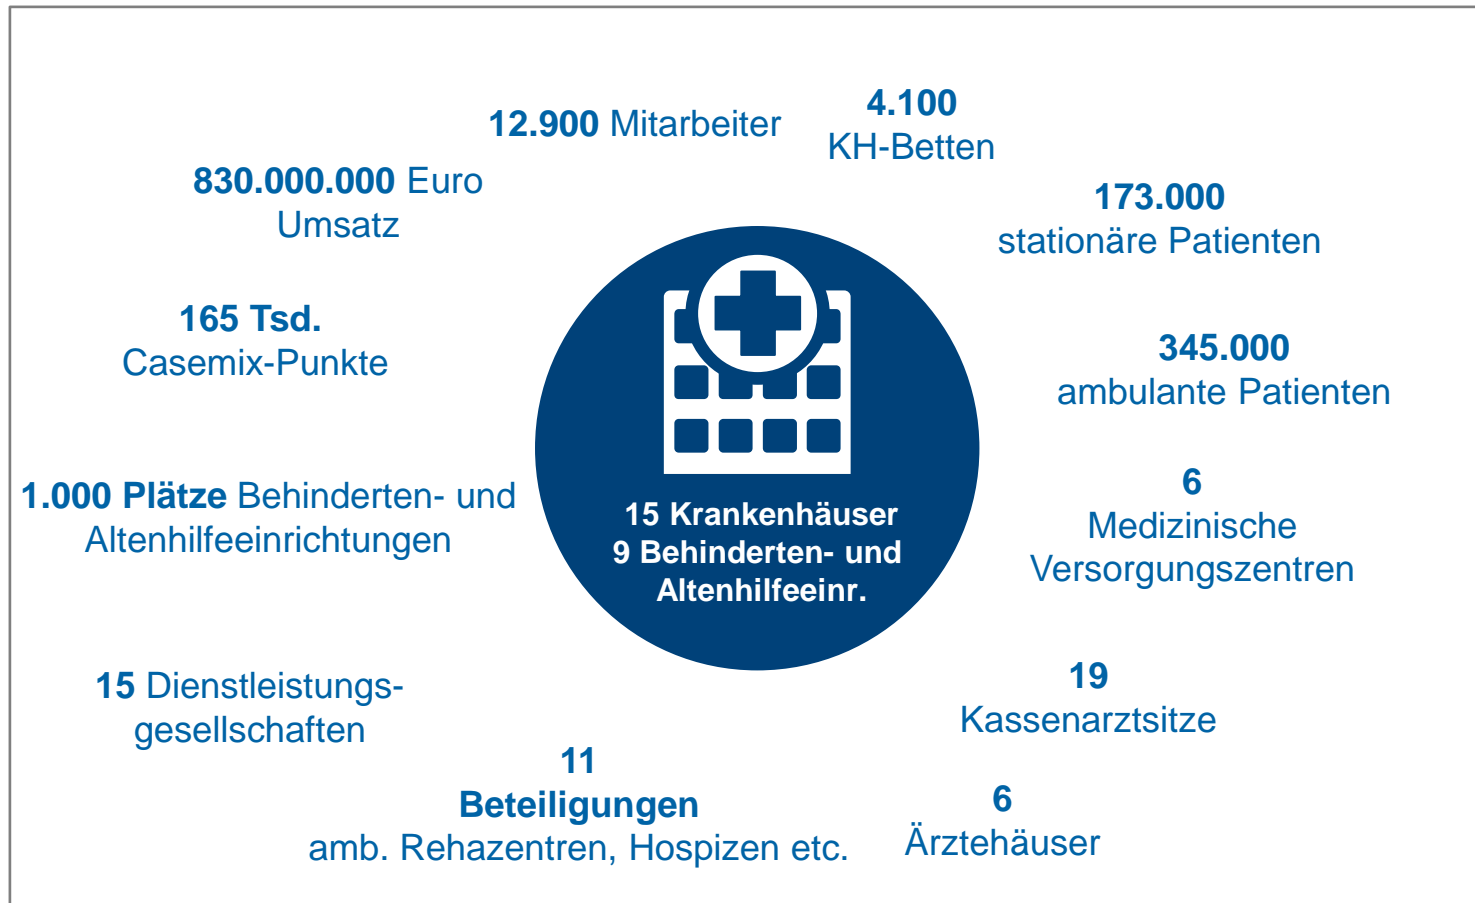 12.900 Mitarbeiter
4.100
KH-Betten
830.000.000 Euro
Umsatz
173.000
stationäre Patienten
165 Tsd.
Casemix-Punkte
345.000
ambulante Patienten
1.000 Plätze Behinderten- und
Altenhilfeeinrichtungen
15 Krankenhäuser
9 Behinderten- und
Altenhilfeeinr.
6
Medizinische
Versorgungszentren
15 Dienstleistungs-
gesellschaften
19
Kassenarztsitze
11
Beteiligungen
amb. Rehazentren, Hospizen etc.
6
Ärztehäuser